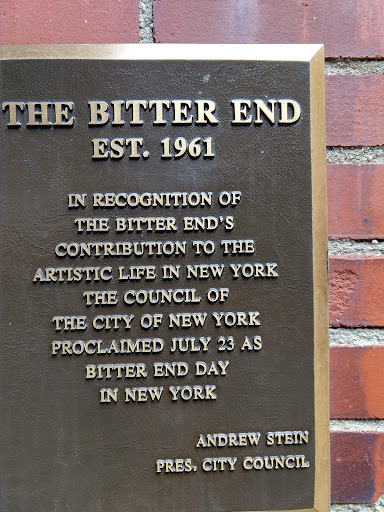 THE BITTER END
EST. 1961
IN RECOGNITION OF
THE BITTER END'S
CONTRIBUTION TO THE
ARTISTIC LIFE IN NEW YORK
THE COUNCIL OF
THE CITY OF NEW YORK
PROCLAIMED JULY 23 AS
BITTER END DAY
IN NEW YORK
ANDREW STEIN
PRES. CITY COUNCIL